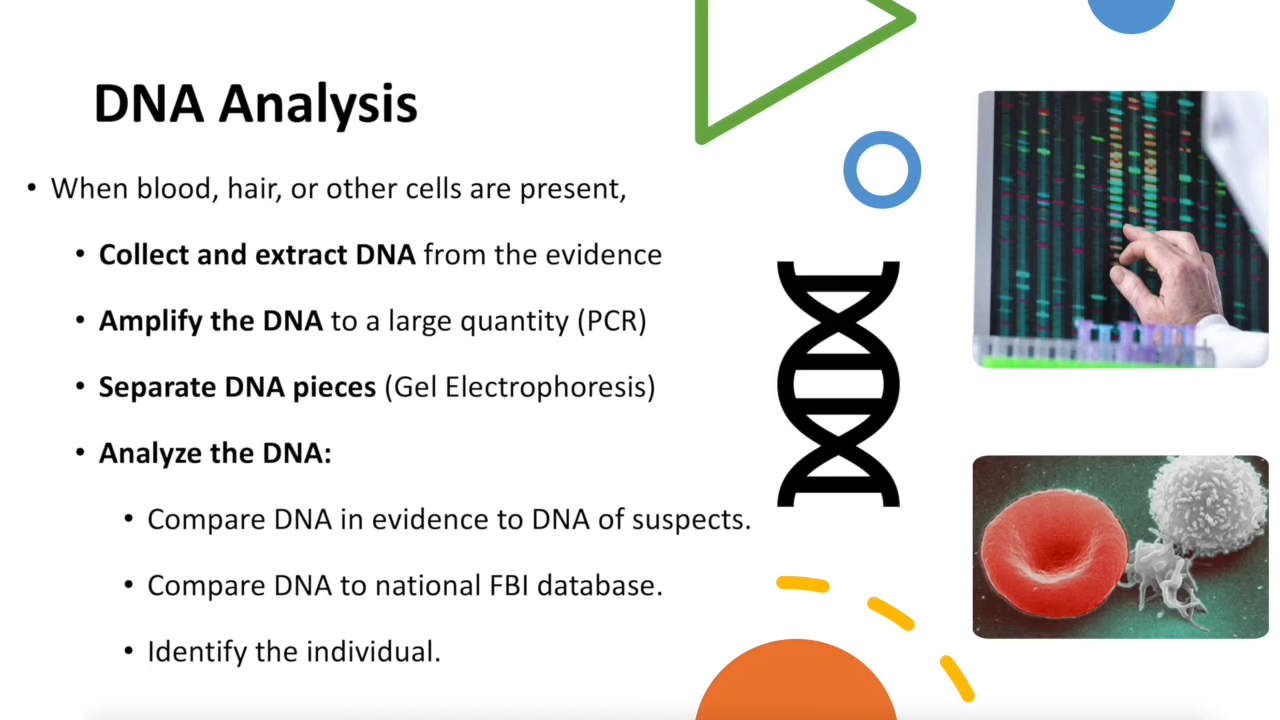 DNA Analysis
• When blood, hair, or other cells are present,
• Collect and extract DNA from the evidence
• Amplify the DNA to a large quantity (PCR)
• Separate DNA pieces (Gel Electrophoresis)
• Analyze the DNA:
• Compare DNA in evidence to DNA of suspects.
• Compare DNA to national FBI database.
• Identify the individual.